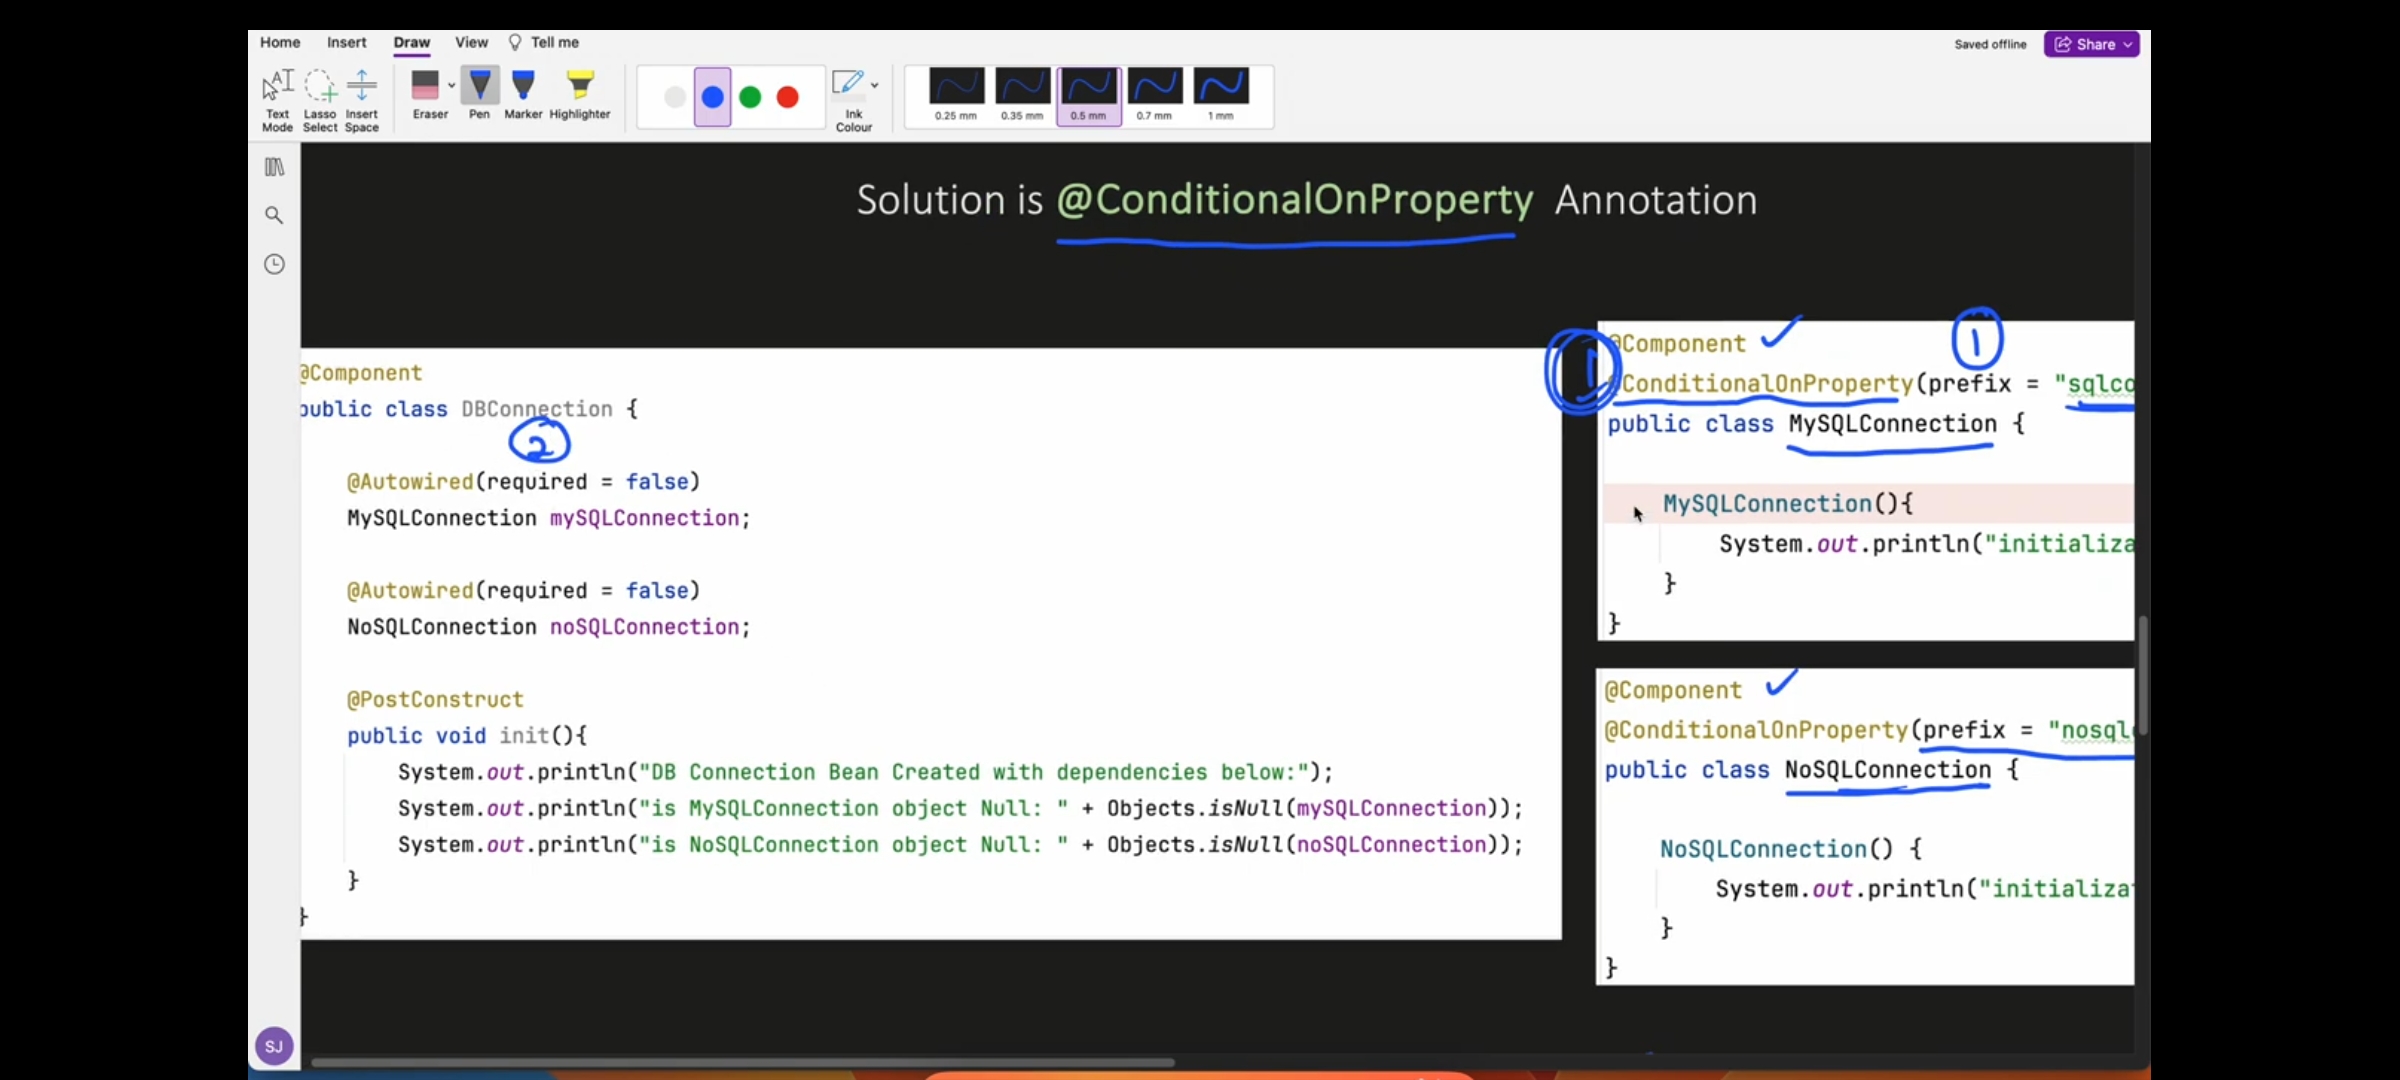 Home Insert Draw View Tell me
Saved offline Share
Text Mode
Lasso Select
Insert Space
Eraser
Pen
Marker
Highlighter
Ink Colour
0.25 mm
0.35 mm
0.5 mm
0.7 mm
1 mm
Solution is @ConditionalOnProperty Annotation
@Component
public class DBConnection {
2
@Autowired(required = false)
MySQLConnection mySQLConnection;
@Autowired(required = false)
NoSQLConnection noSQLConnection;
@PostConstruct
public void init(){
System.out.println("DB Connection Bean Created with dependencies below:");
System.out.println("is MySQLConnection object Null: " + Objects.isNull(mySQLConnection));
System.out.println("is NoSQLConnection object Null: " + Objects.isNull(noSQLConnection));
}
}
1
1
@Component
@ConditionalOnProperty(prefix = "sqlco
public class MySQLConnection {
MySQLConnection(){
System.out.println("initializa
}
}
@Component
@ConditionalOnProperty(prefix = "nosql
public class NoSQLConnection {
NoSQLConnection() {
System.out.println("initializa
}
}
SJ